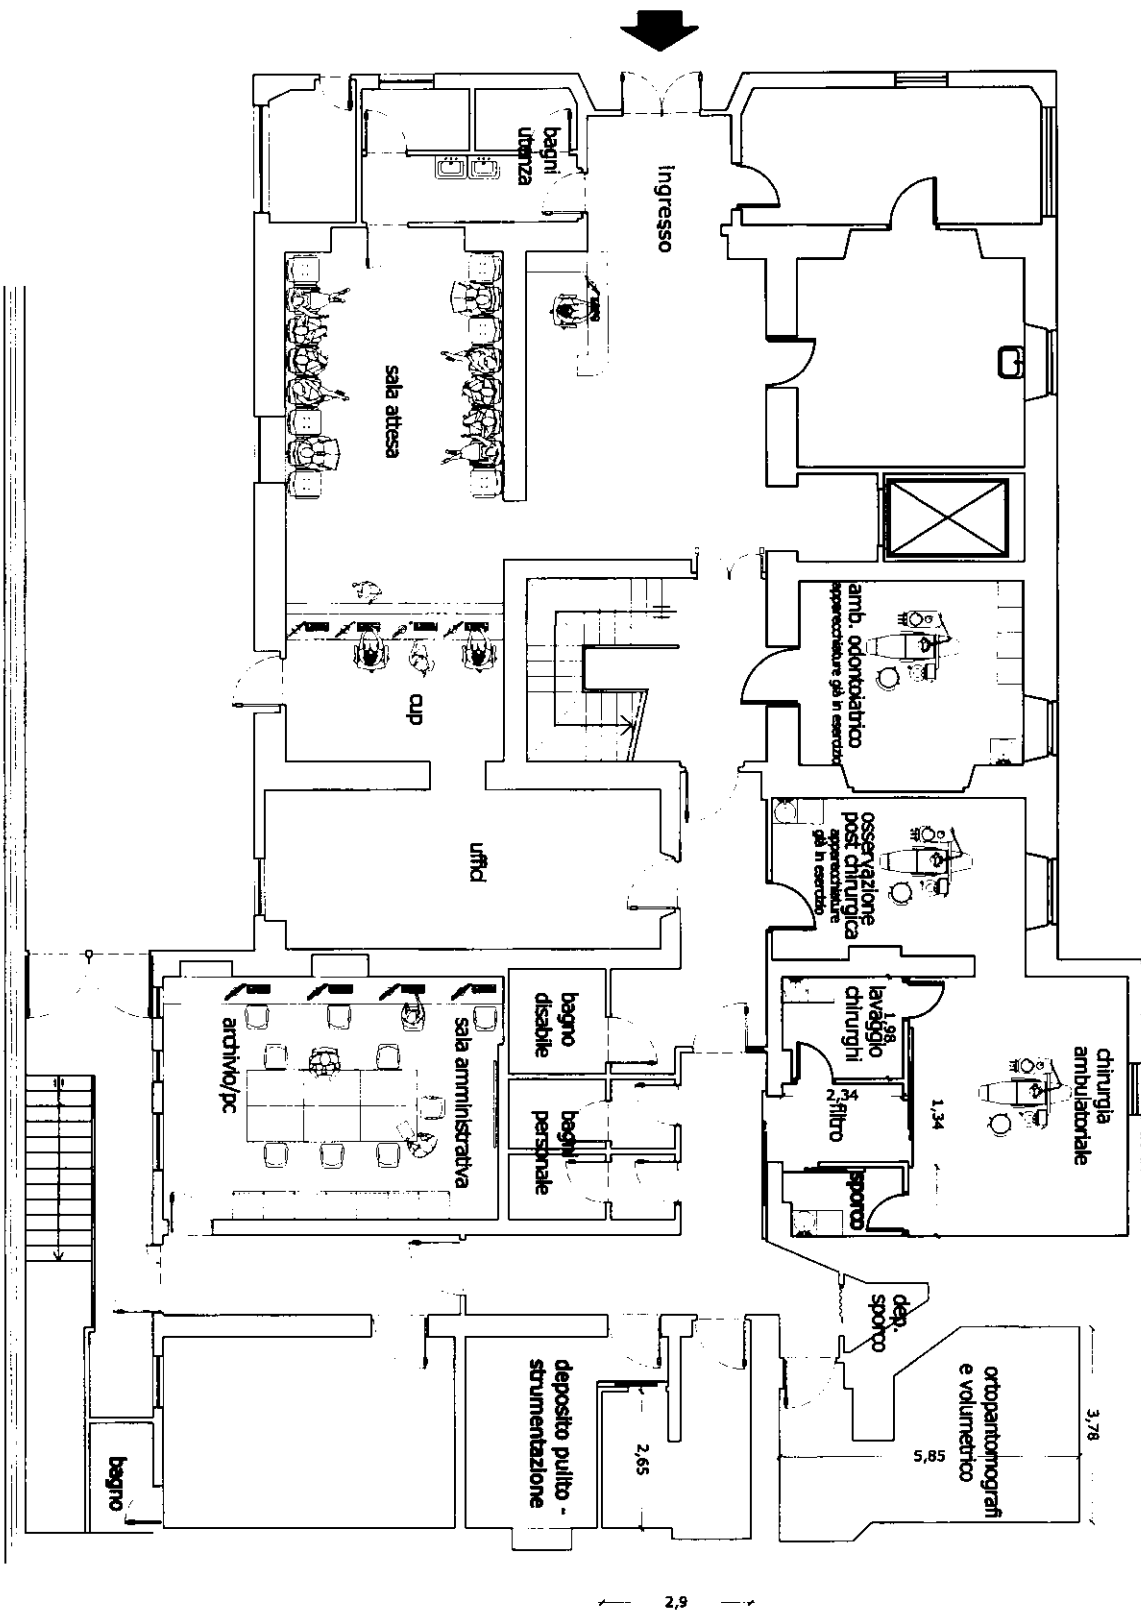 bagni
utenza
ingresso
sala attesa
cup
amb. odontoiatrico
apparecchiature già in esercizio
osservazione
post chirurgica
apparecchiature
già in esercizio
uffici
bagno
disabile
lavaggio
chirurghi
1,98
chirurgia
ambulatoriale
archivio/pc
sala amministrativa
bagni
personale
2,34
filtro
1,34
sporco
dep.
sporco
ortopantomografi
e volumetrico
3,78
5,85
deposito pulito -
strumentazione
2,65
bagno
2,9